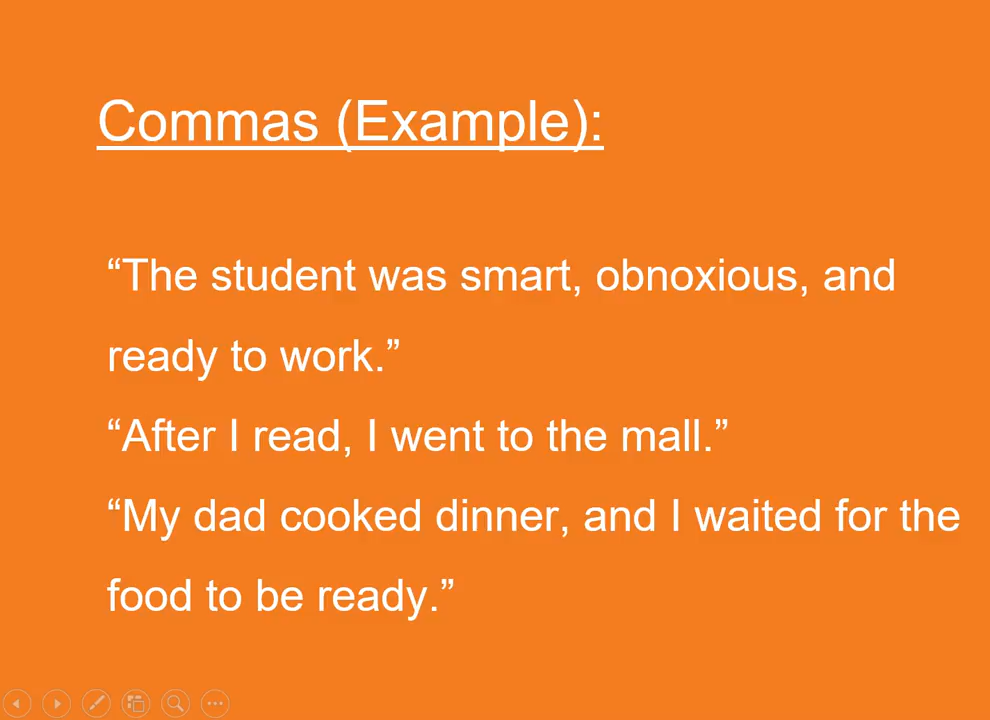 Commas (Example):
“The student was smart, obnoxious, and
ready to work.”
“After I read, I went to the mall.”
“My dad cooked dinner, and I waited for the
food to be ready.”